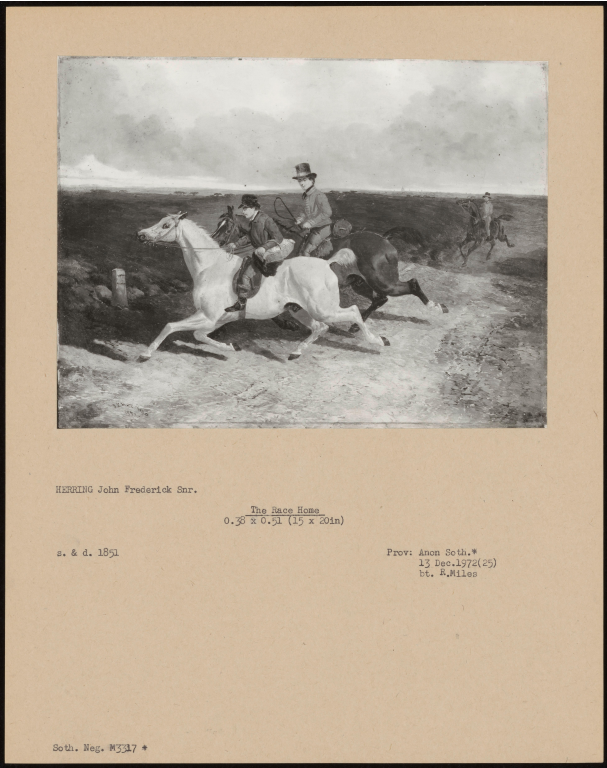 HERRING John Frederick Snr.
The Race Home
0.38 x 0.51 (15 x 20in)
s. & d. 1851
Prov: Anon Soth.*
13 Dec.1972(25)
bt. R.Miles
Soth. Neg. M3317 *